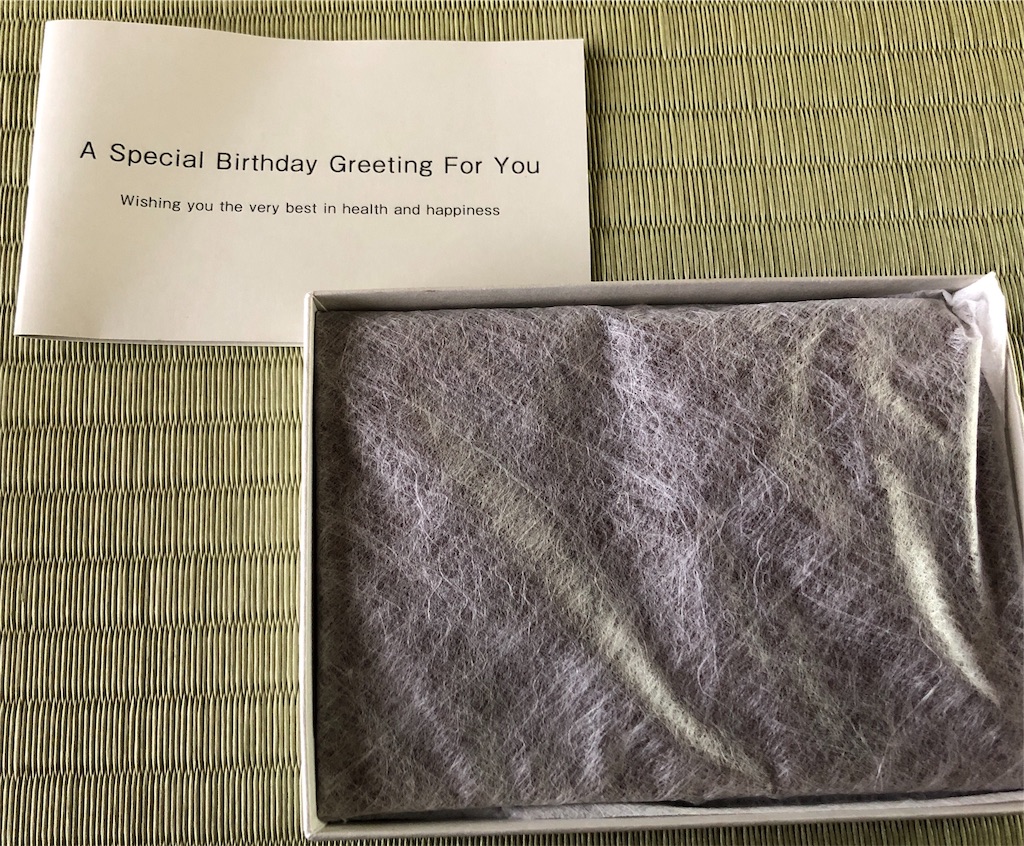 A Special Birthday Greeting For You
Wishing you the very best in health and happiness